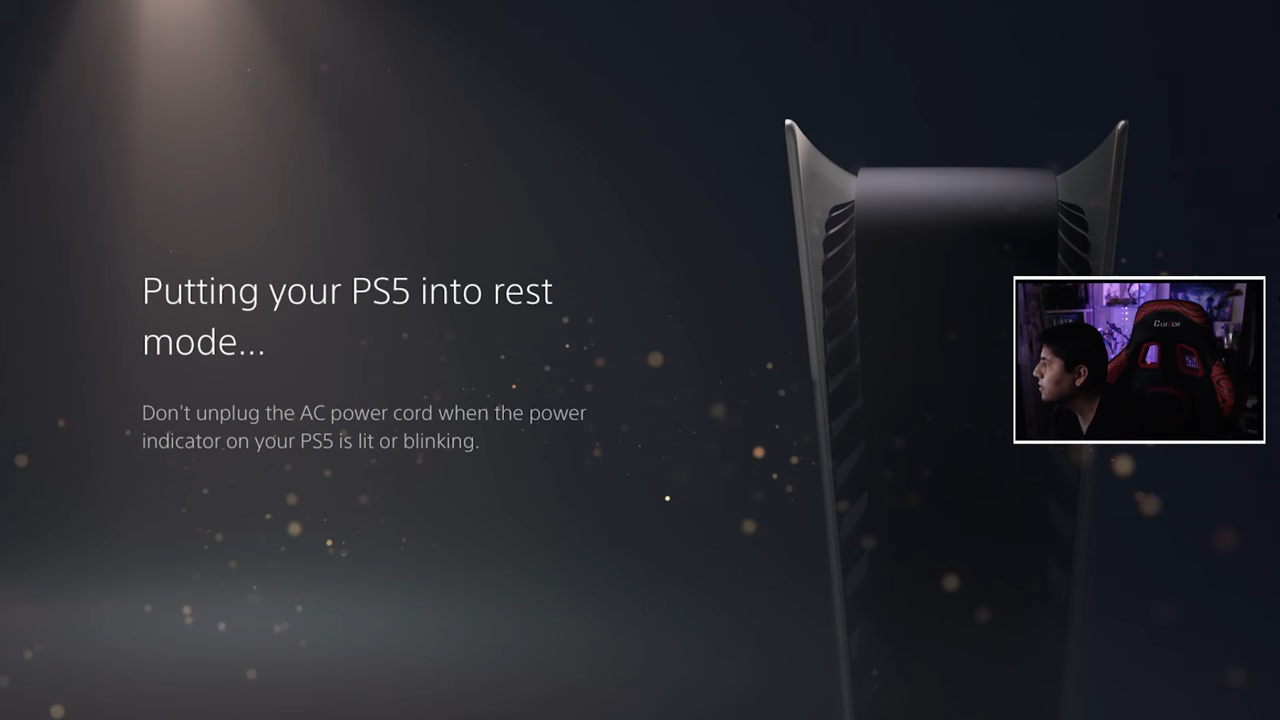 Putting your PS5 into rest
mode...
Don't unplug the AC power cord when the power
indicator on your PS5 is lit or blinking.
CLUTCH